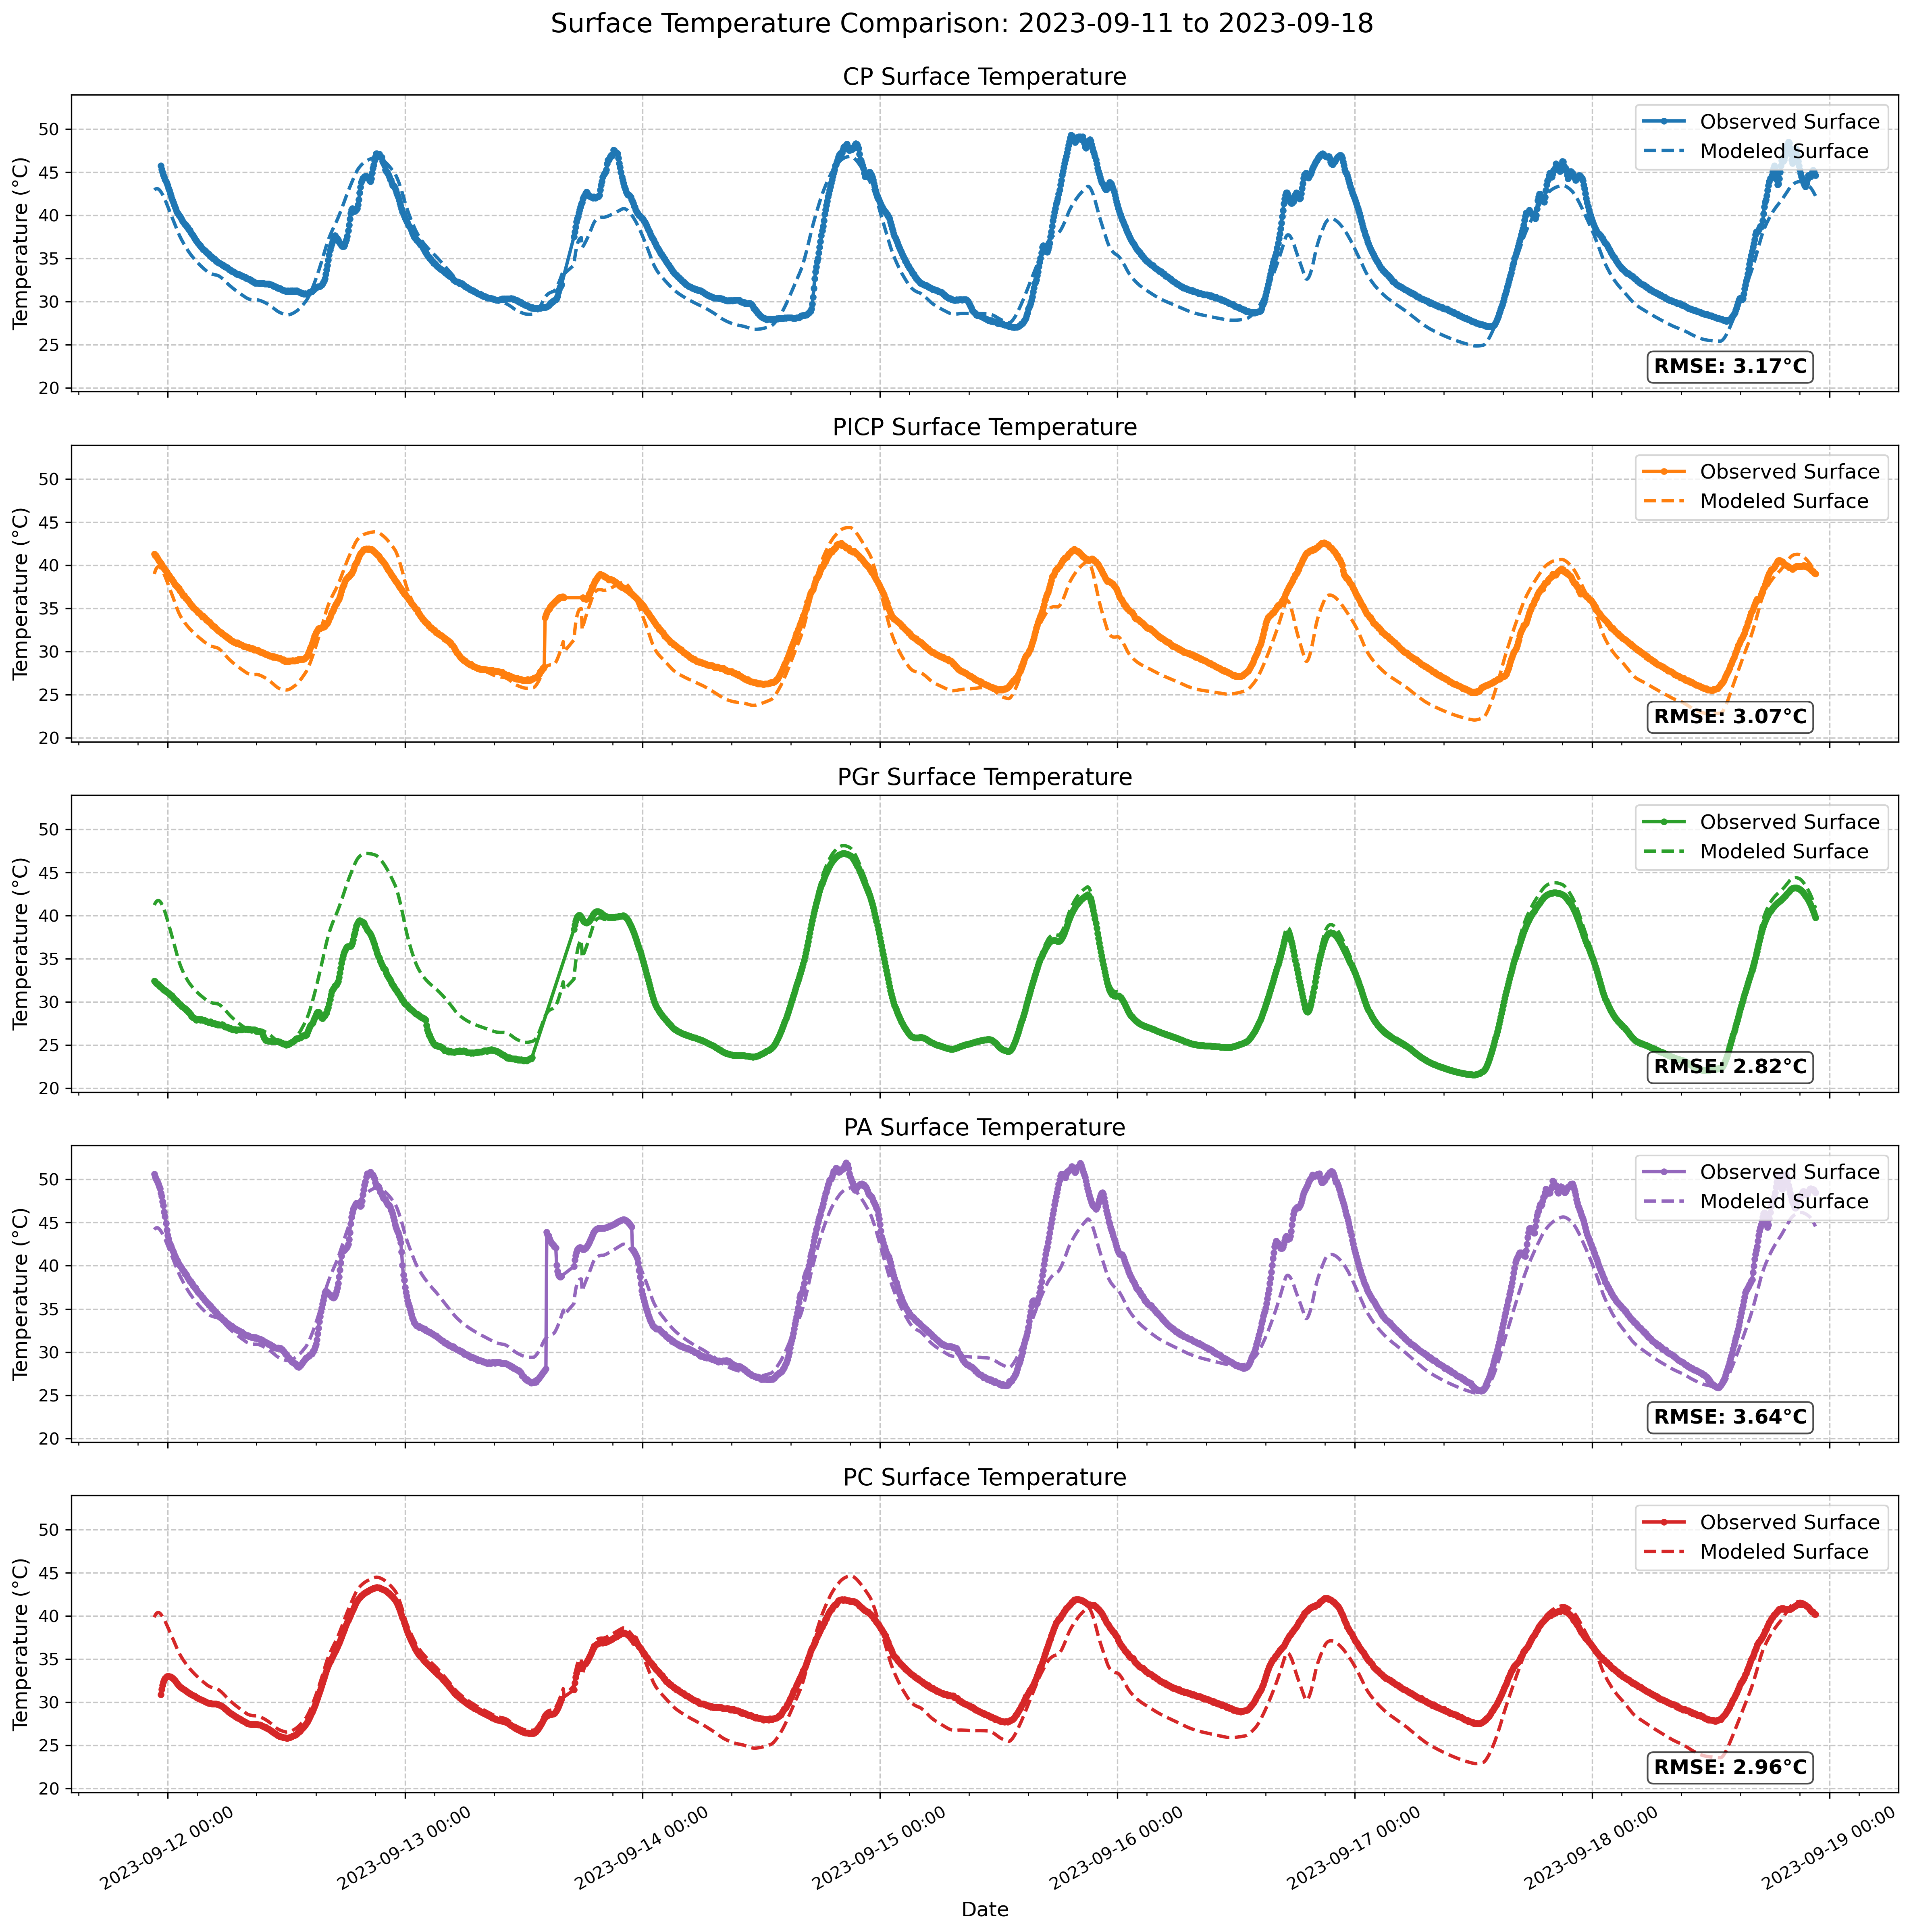 Surface Temperature Comparison: 2023-09-11 to 2023-09-18
CP Surface Temperature
Temperature (°C)
50
45
40
35
30
25
20
Observed Surface
Modeled Surface
RMSE: 3.17°C
PICP Surface Temperature
Temperature (°C)
50
45
40
35
30
25
20
Observed Surface
Modeled Surface
RMSE: 3.07°C
PGr Surface Temperature
Temperature (°C)
50
45
40
35
30
25
20
Observed Surface
Modeled Surface
RMSE: 2.82°C
PA Surface Temperature
Temperature (°C)
50
45
40
35
30
25
20
Observed Surface
Modeled Surface
RMSE: 3.64°C
PC Surface Temperature
Temperature (°C)
50
45
40
35
30
25
20
Observed Surface
Modeled Surface
RMSE: 2.96°C
2023-09-12 00:00
2023-09-13 00:00
2023-09-14 00:00
2023-09-15 00:00
2023-09-16 00:00
2023-09-17 00:00
2023-09-18 00:00
2023-09-19 00:00
Date